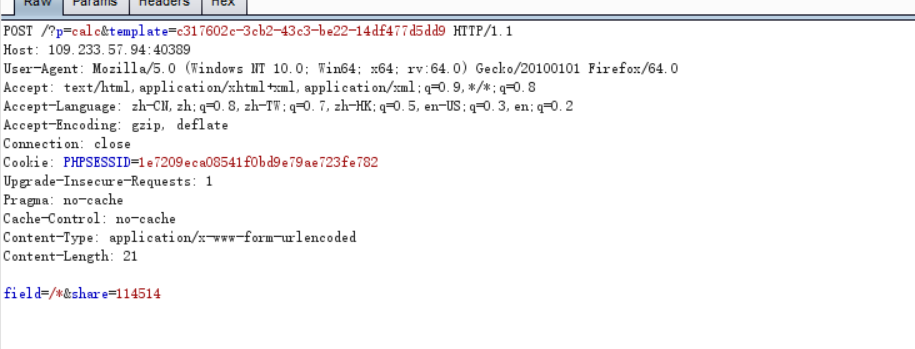 Raw Params Headers Hex
POST /?p=calc&template=c317602c-3cb2-43c3-be22-14df477d5dd9 HTTP/1.1
Host: 109.233.57.94:40389
User-Agent: Mozilla/5.0 (Windows NT 10.0; Win64; x64; rv:64.0) Gecko/20100101 Firefox/64.0
Accept: text/html,application/xhtml+xml,application/xml;q=0.9,*/*;q=0.8
Accept-Language: zh-CN,zh;q=0.8,zh-TW;q=0.7,zh-HK;q=0.5,en-US;q=0.3,en;q=0.2
Accept-Encoding: gzip, deflate
Connection: close
Cookie: PHPSESSID=1e7209eca08541f0bd9e79ae723fe782
Upgrade-Insecure-Requests: 1
Pragma: no-cache
Cache-Control: no-cache
Content-Type: application/x-www-form-urlencoded
Content-Length: 21
field=/*&share=114514